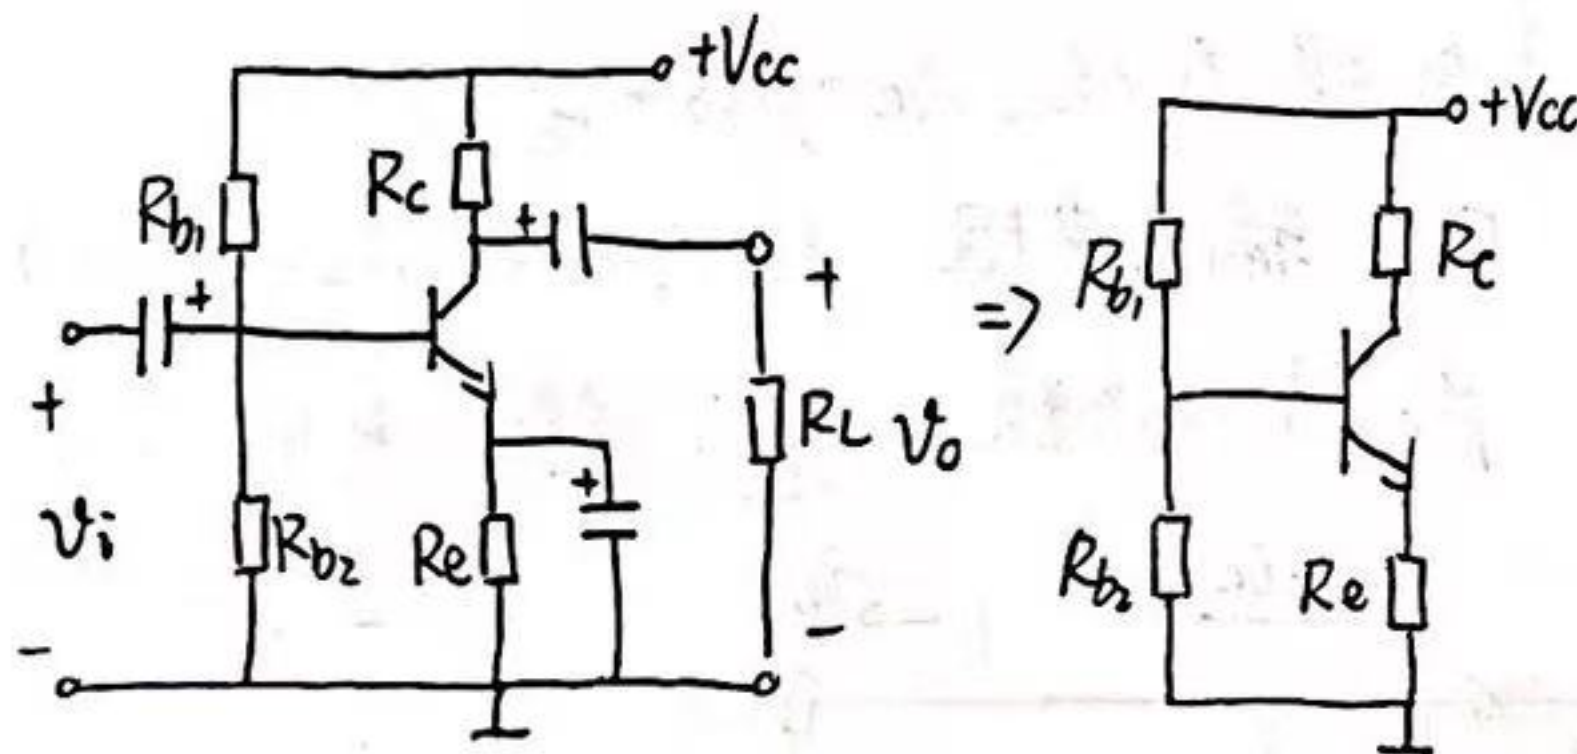 +Vcc
Rb1
Rc
+
+
+
+
vi
Rb2
Re
+
RL
vo
-
-
=>
+Vcc
Rb1
Rc
Rb2
Re